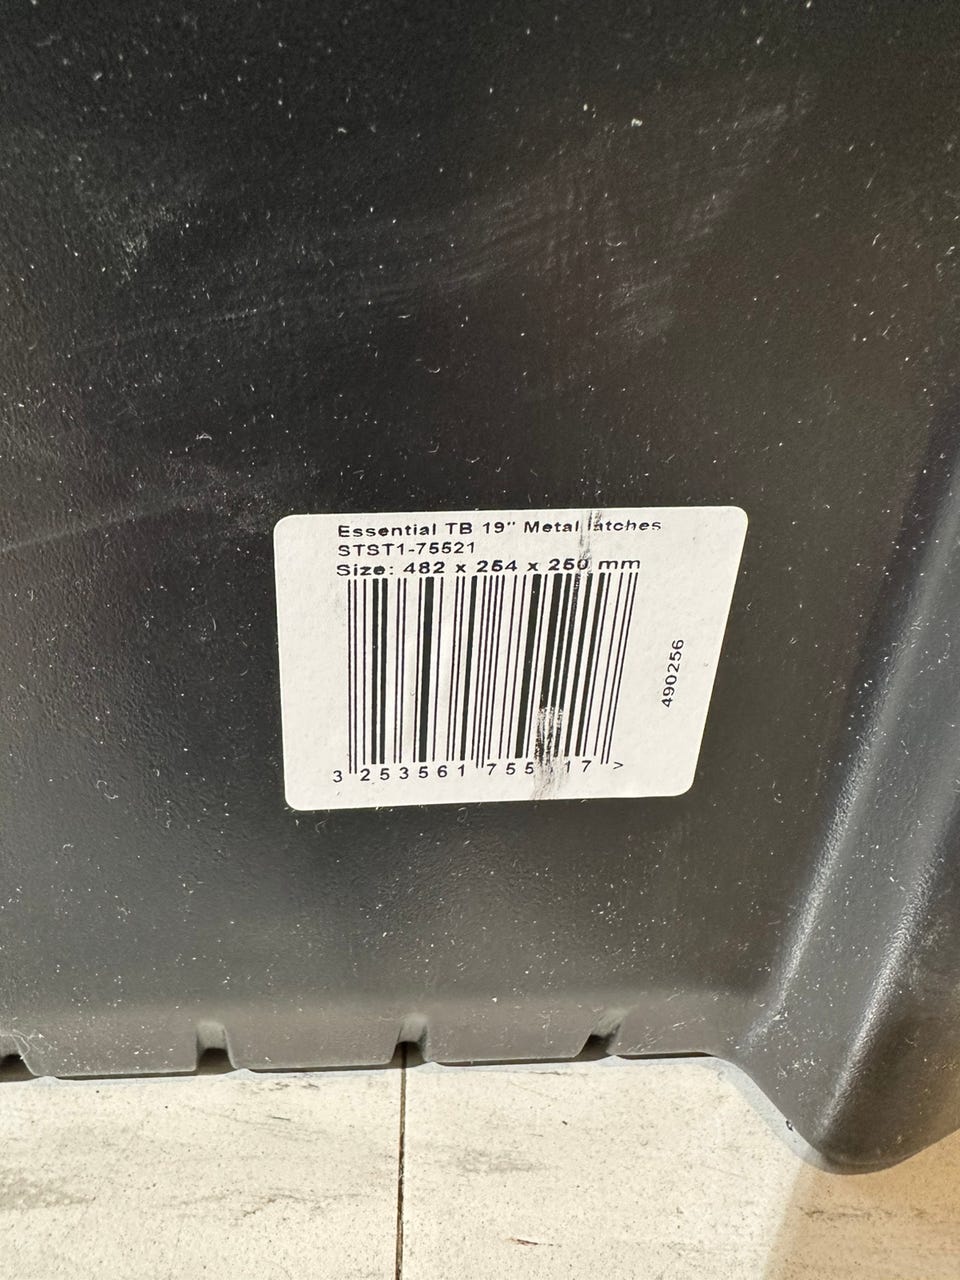 Essential TB 19" Metal latches
STST1-75521
Size: 482 x 254 x 250 mm
3 253561 755 17 >
490256